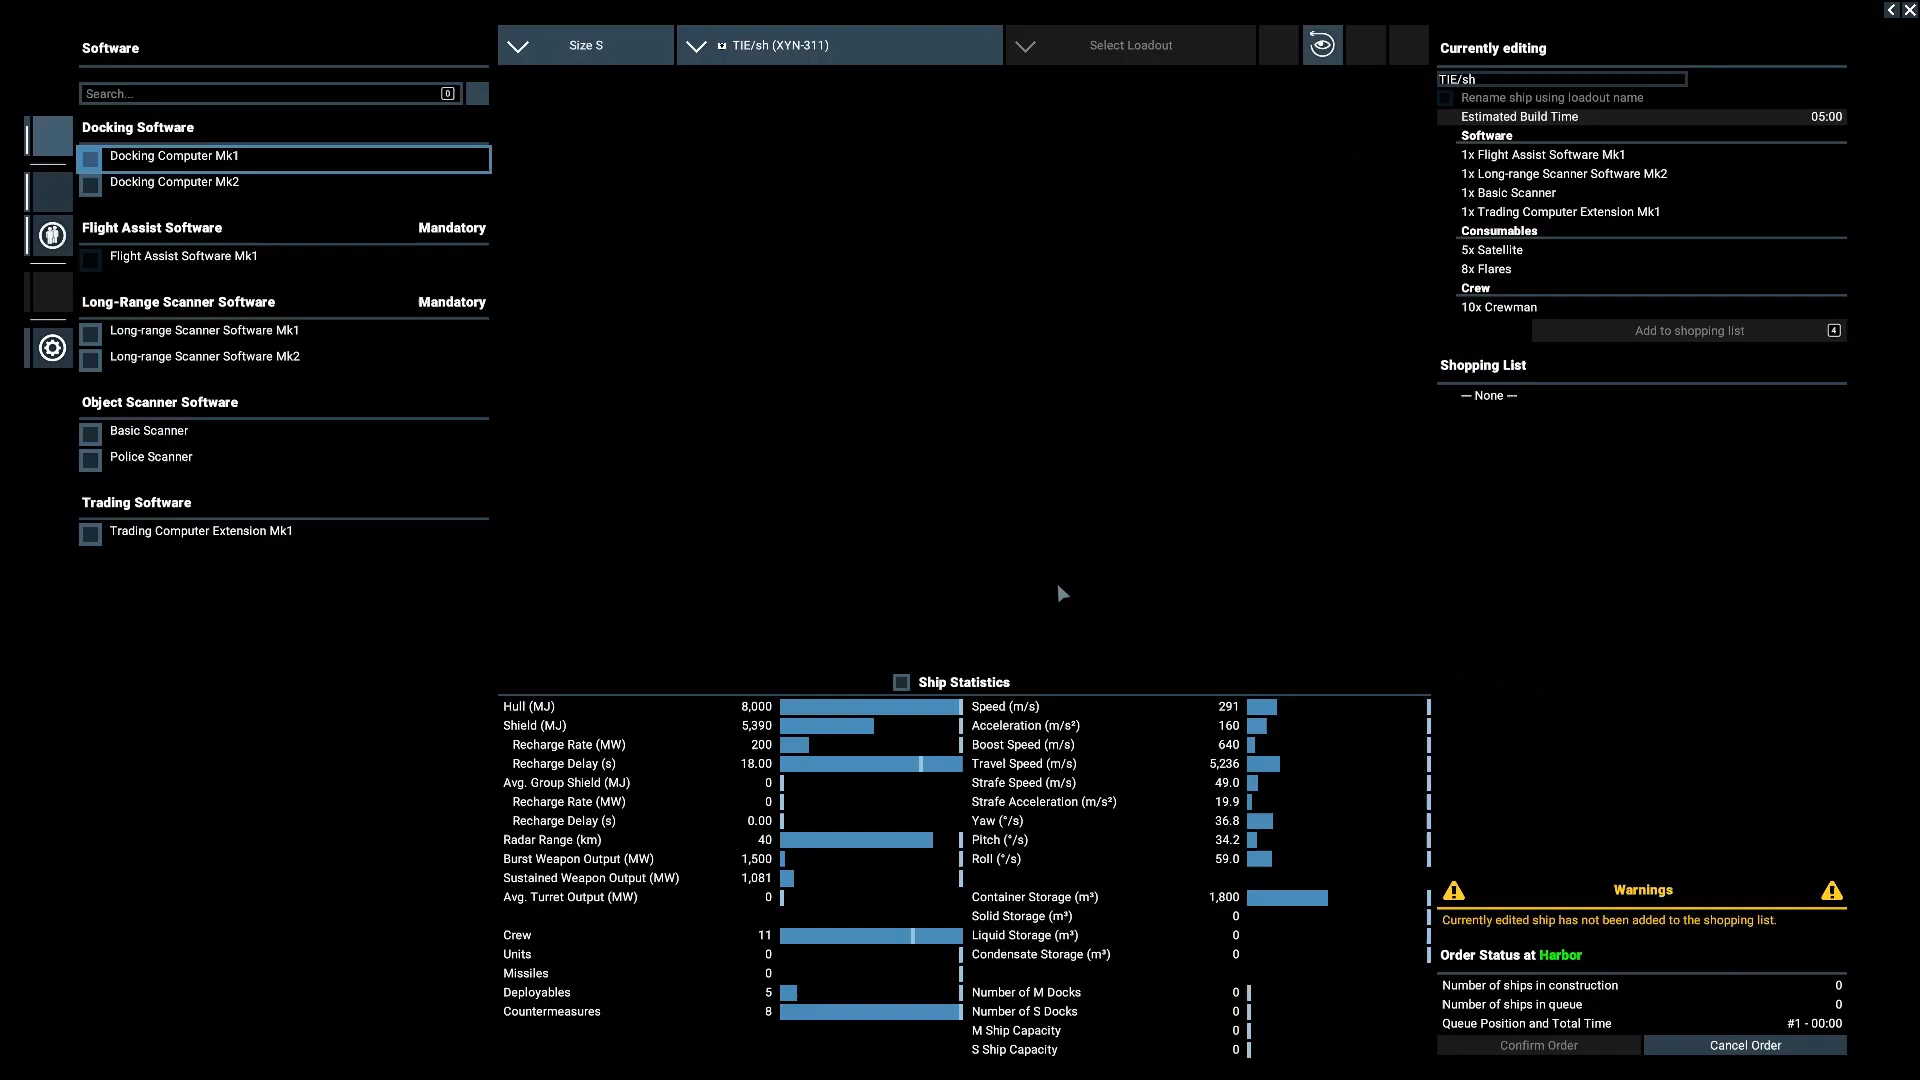 Software
Search...
0
Docking Software
Docking Computer Mk1
Docking Computer Mk2
Flight Assist Software Mandatory
Flight Assist Software Mk1
Long-Range Scanner Software Mandatory
Long-range Scanner Software Mk1
Long-range Scanner Software Mk2
Object Scanner Software
Basic Scanner
Police Scanner
Trading Software
Trading Computer Extension Mk1
Size S
TIE/sh (XYN-311)
Select Loadout
Ship Statistics
Hull (MJ) 8,000
Shield (MJ) 5,390
Recharge Rate (MW) 200
Recharge Delay (s) 18.00
Avg. Group Shield (MJ) 0
Recharge Rate (MW) 0
Recharge Delay (s) 0.00
Radar Range (km) 40
Burst Weapon Output (MW) 1,500
Sustained Weapon Output (MW) 1,081
Avg. Turret Output (MW) 0
Crew 11
Units 0
Missiles 0
Deployables 5
Countermeasures 8
Speed (m/s) 291
Acceleration (m/s²) 160
Boost Speed (m/s) 640
Travel Speed (m/s) 5,236
Strafe Speed (m/s) 49.0
Strafe Acceleration (m/s²) 19.9
Yaw (°/s) 36.8
Pitch (°/s) 34.2
Roll (°/s) 59.0
Container Storage (m³) 1,800
Solid Storage (m³) 0
Liquid Storage (m³) 0
Condensate Storage (m³) 0
Number of M Docks 0
Number of S Docks 0
M Ship Capacity 0
S Ship Capacity 0
Currently editing
TIE/sh
Rename ship using loadout name
Estimated Build Time 05:00
Software
1x Flight Assist Software Mk1
1x Long-range Scanner Software Mk2
1x Basic Scanner
1x Trading Computer Extension Mk1
Consumables
5x Satellite
8x Flares
Crew
10x Crewman
Add to shopping list 4
Shopping List
— None —
Warnings
Currently edited ship has not been added to the shopping list.
Order Status at Harbor
Number of ships in construction 0
Number of ships in queue 0
Queue Position and Total Time #1 - 00:00
Confirm Order Cancel Order